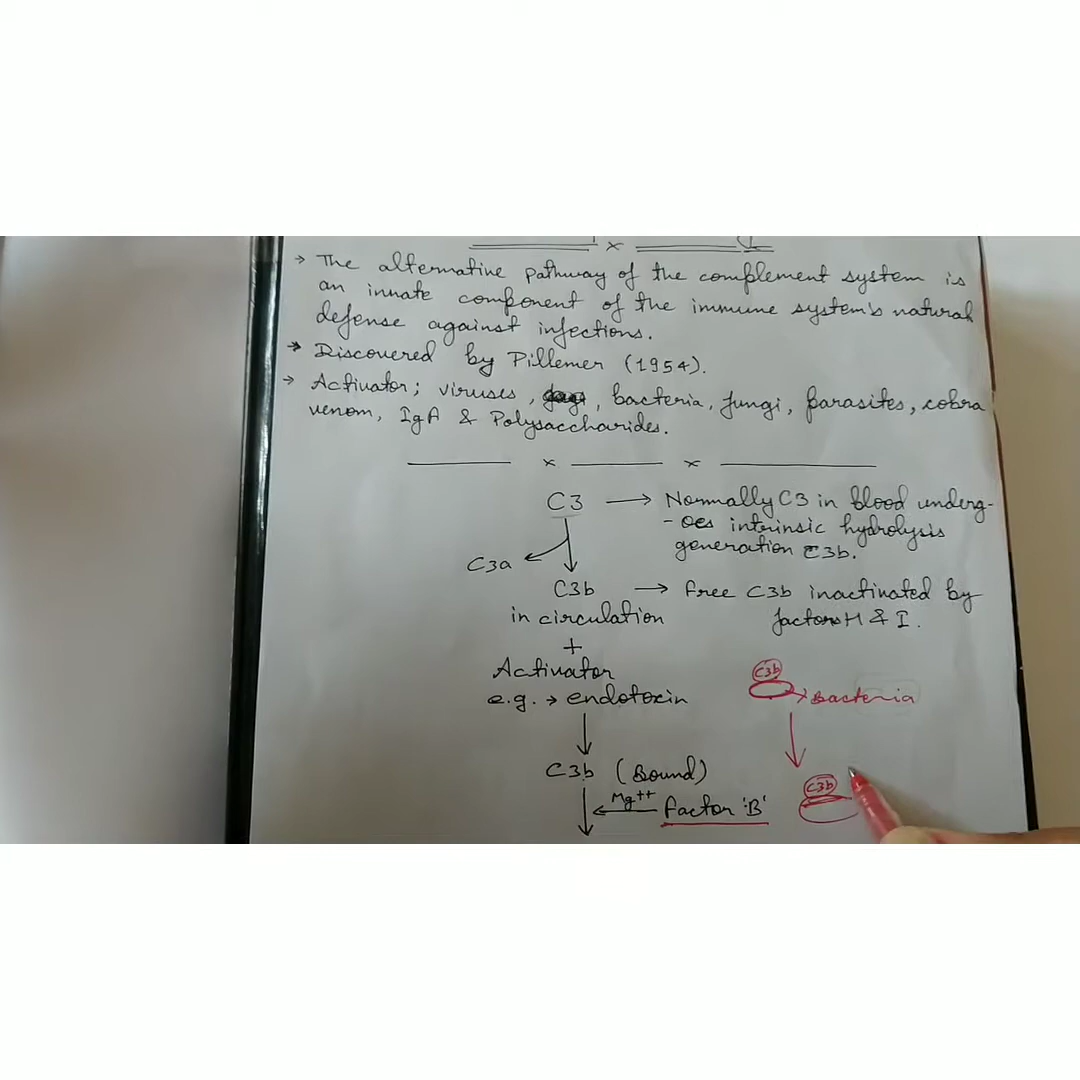 → The alternative pathway of the complement system is
an innate component of the immune system's natural
defense against infections.
→ Discovered by Pillemer (1954).
→ Activator; viruses, , bacteria, fungi, parasites, cobra
venom, IgA & Polysaccharides.
x x
C3 → Normally C3 in blood underg-
-oes intrinsic hydrolysis
generation C3b.
C3a
C3b → free C3b inactivated by
in circulation factors H & I.
+
Activator C3b
e.g. → endotoxin → Bacteria
C3b (Bound)
C3b
Mg++ factor 'B'